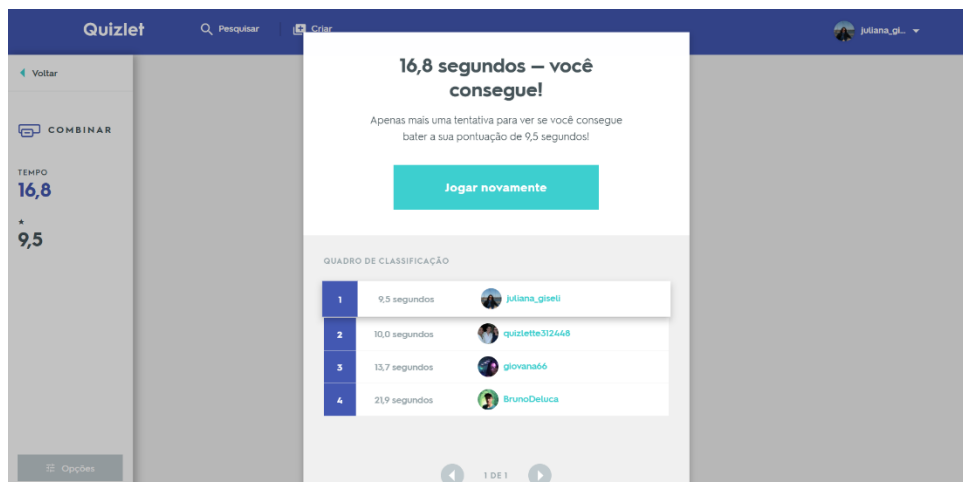 Quizlet
Pesquisar
Criar
juliana_gi...
Voltar
COMBINAR
TEMPO
16,8
9,5
Opções
16,8 segundos — você
consegue!
Apenas mais uma tentativa para ver se você consegue
bater a sua pontuação de 9,5 segundos!
Jogar novamente
QUADRO DE CLASSIFICAÇÃO
1 9,5 segundos juliana_giseli
2 10,0 segundos quizlette312448
3 13,7 segundos giovana66
4 21,9 segundos BrunoDeluca
1 DE 1